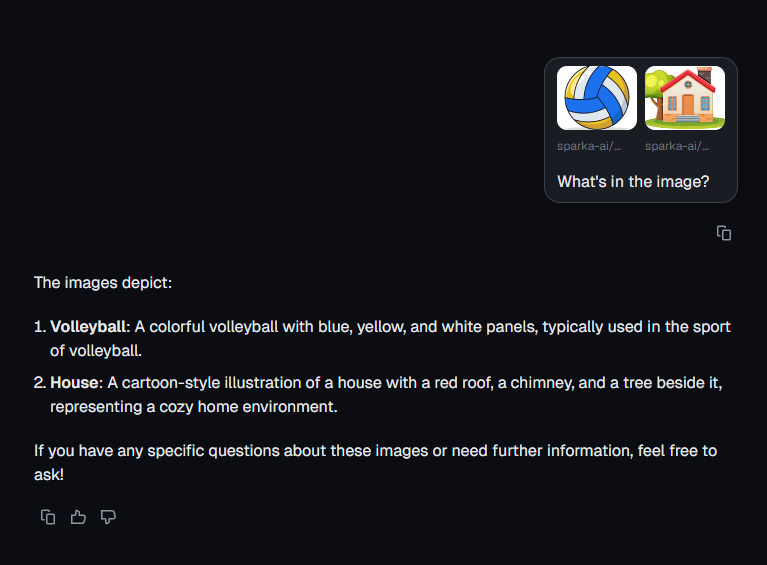 sparka-ai/... sparka-ai/...
What's in the image?
The images depict:
1. Volleyball: A colorful volleyball with blue, yellow, and white panels, typically used in the sport
of volleyball.
2. House: A cartoon-style illustration of a house with a red roof, a chimney, and a tree beside it,
representing a cozy home environment.
If you have any specific questions about these images or need further information, feel free to
ask!